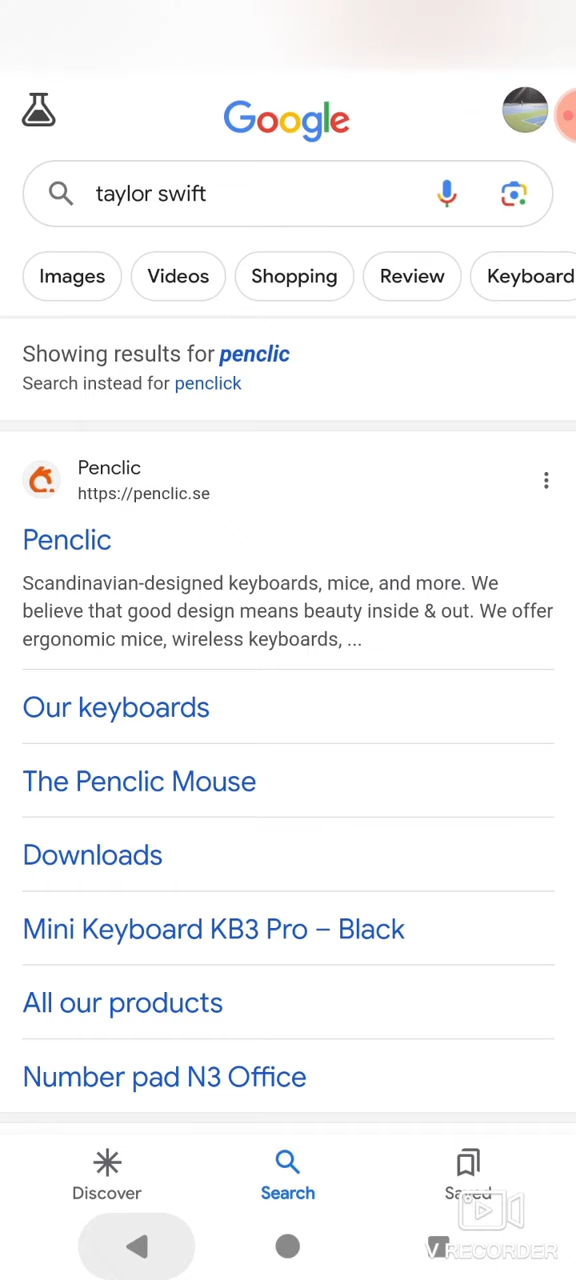 Google
taylor swift
Images Videos Shopping Review Keyboard
Showing results for penclic
Search instead for penclick
Penclic
https://penclic.se
Penclic
Scandinavian-designed keyboards, mice, and more. We
believe that good design means beauty inside & out. We offer
ergonomic mice, wireless keyboards, ...
Our keyboards
The Penclic Mouse
Downloads
Mini Keyboard KB3 Pro – Black
All our products
Number pad N3 Office
Discover Search Saved
V RECORDER